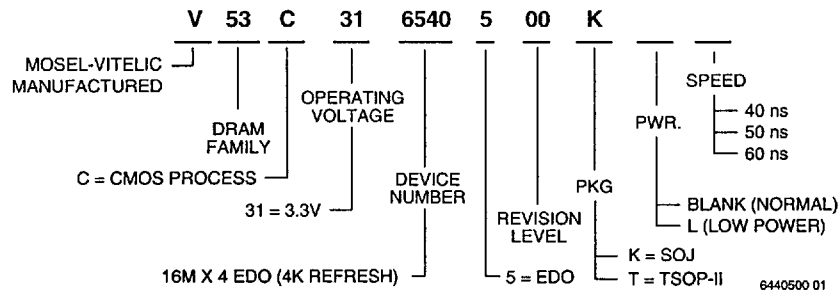 V 53 C 31 6540 5 00 K
MOSEL-VITELIC
MANUFACTURED
SPEED
OPERATING
VOLTAGE
40 ns
PWR.
50 ns
DRAM
FAMILY
60 ns
C = CMOS PROCESS
DEVICE
NUMBER
PKG
31 = 3.3V
REVISION
LEVEL
BLANK (NORMAL)
L (LOW POWER)
K = SOJ
16M X 4 EDO (4K REFRESH)
5 = EDO
T = TSOP-Ii
6440500 01